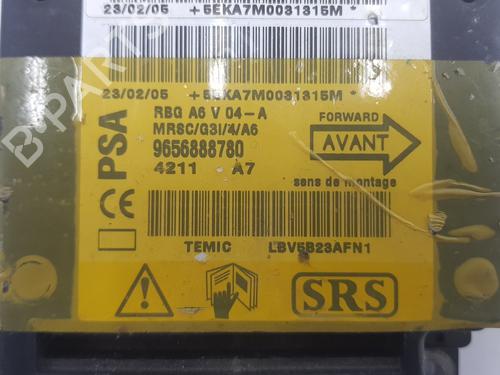 23/02/05 +5EKA7M0031315M *
23/02/05 +5EKA7M0031315M *
RBG A6 V 04-A
MRSC/G3I/4/A6
9656888780
4211 A7
PSA
CE
FORWARD
AVANT
sens de montage
TEMIC LBV5B23AFN1
SRS
B-PARTS